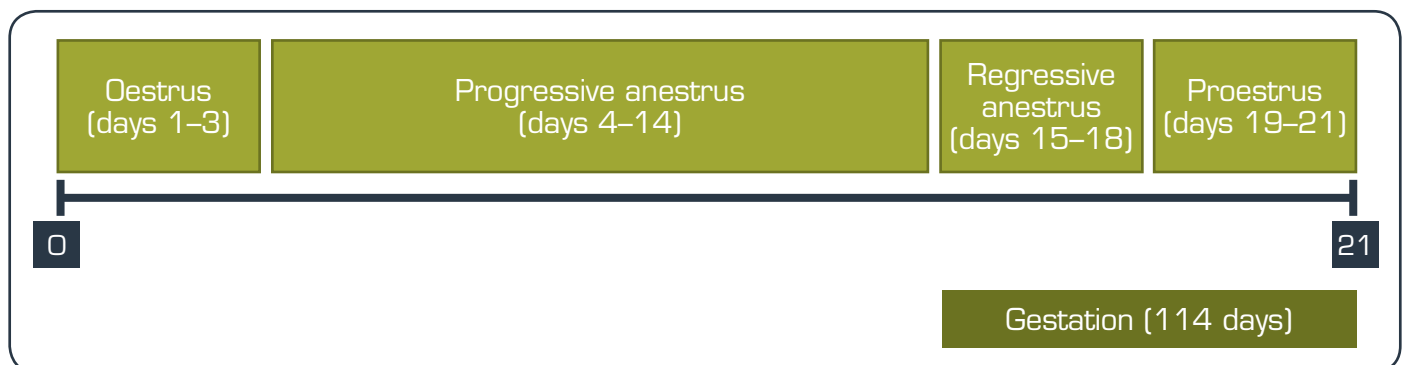 Oestrus
(days 1–3)
Progressive anestrus
(days 4–14)
Regressive
anestrus
(days 15–18)
Proestrus
(days 19–21)
0
21
Gestation (114 days)